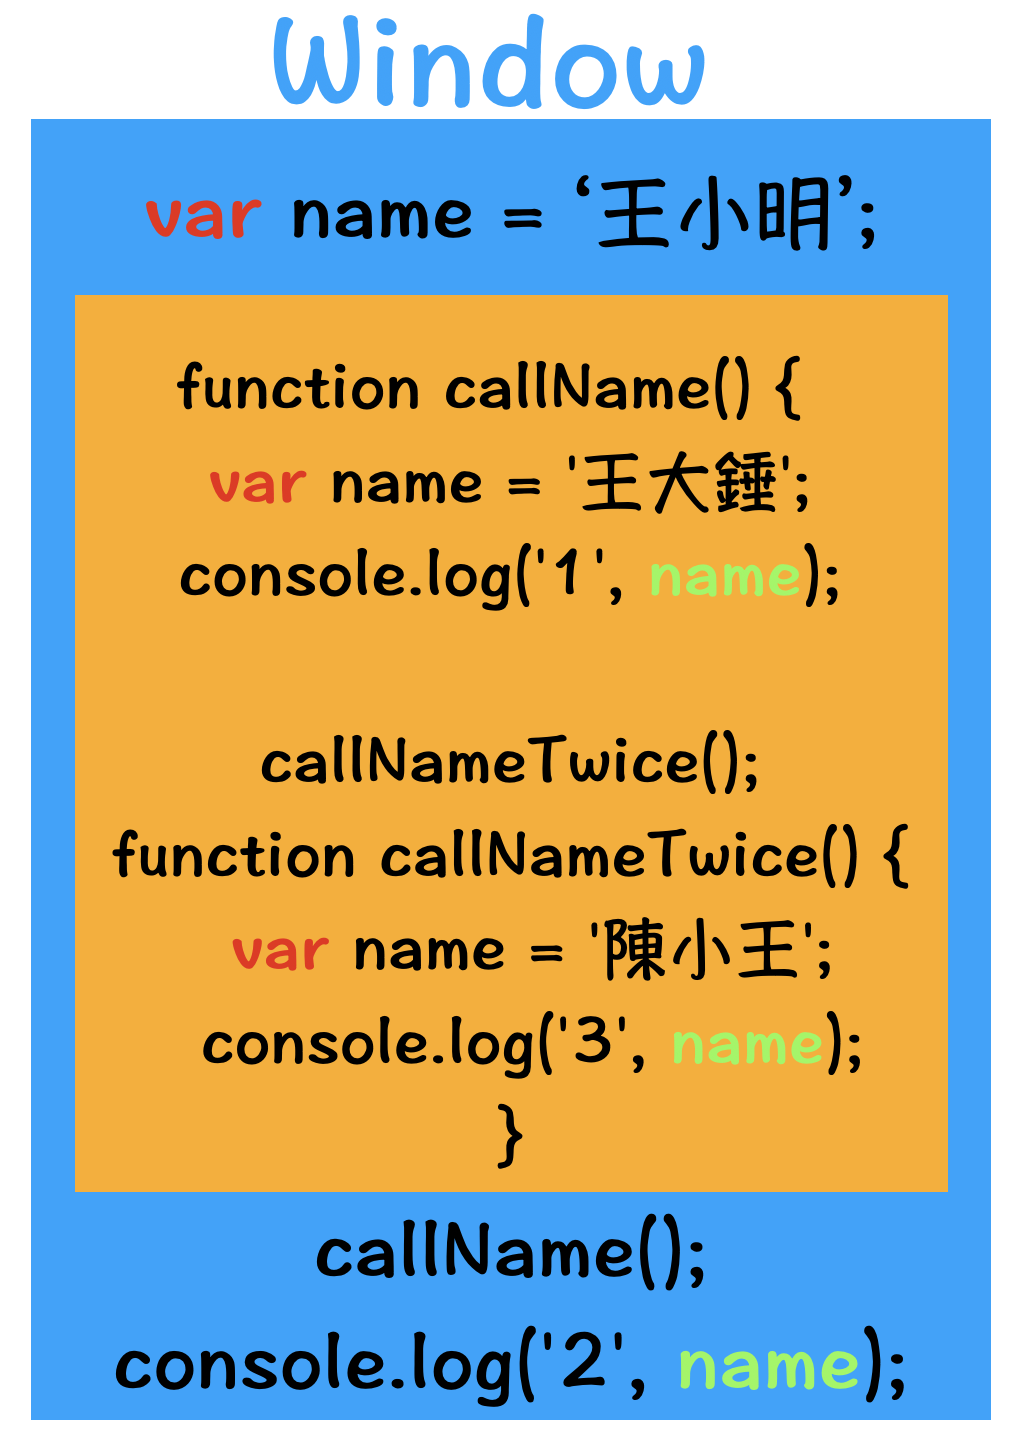 Window
var name = ‘王小明’;
function callName() {
var name = '王大錘';
console.log('1', name);
callNameTwice();
function callNameTwice() {
var name = '陳小王';
console.log('3', name);
}
callName();
console.log('2', name);